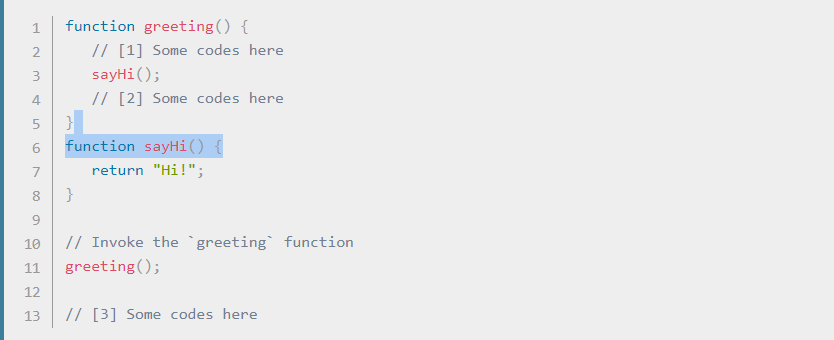 1 function greeting() {
2 // [1] Some codes here
3 sayHi();
4 // [2] Some codes here
5 }
6 function sayHi() {
7 return "Hi!";
8 }
9
10 // Invoke the `greeting` function
11 greeting();
12
13 // [3] Some codes here